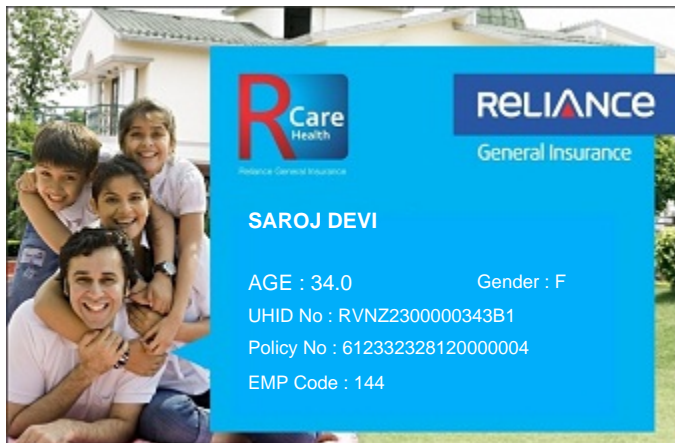 R Care
Health
Reliance General Insurance
RELIANCE
General Insurance
SAROJ DEVI
AGE : 34.0 Gender : F
UHID No : RVNZ2300000343B1
Policy No : 612332328120000004
EMP Code : 144